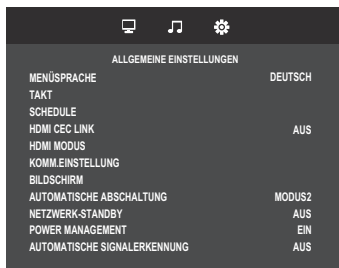 ALLGEMEINE EINSTELLUNGEN
MENÜSPRACHE DEUTSCH
TAKT
SCHEDULE
HDMI CEC LINK AUS
HDMI MODUS
KOMM.EINSTELLUNG
BILDSCHIRM
AUTOMATISCHE ABSCHALTUNG MODUS2
NETZWERK-STANDBY AUS
POWER MANAGEMENT EIN
AUTOMATISCHE SIGNALERKENNUNG AUS